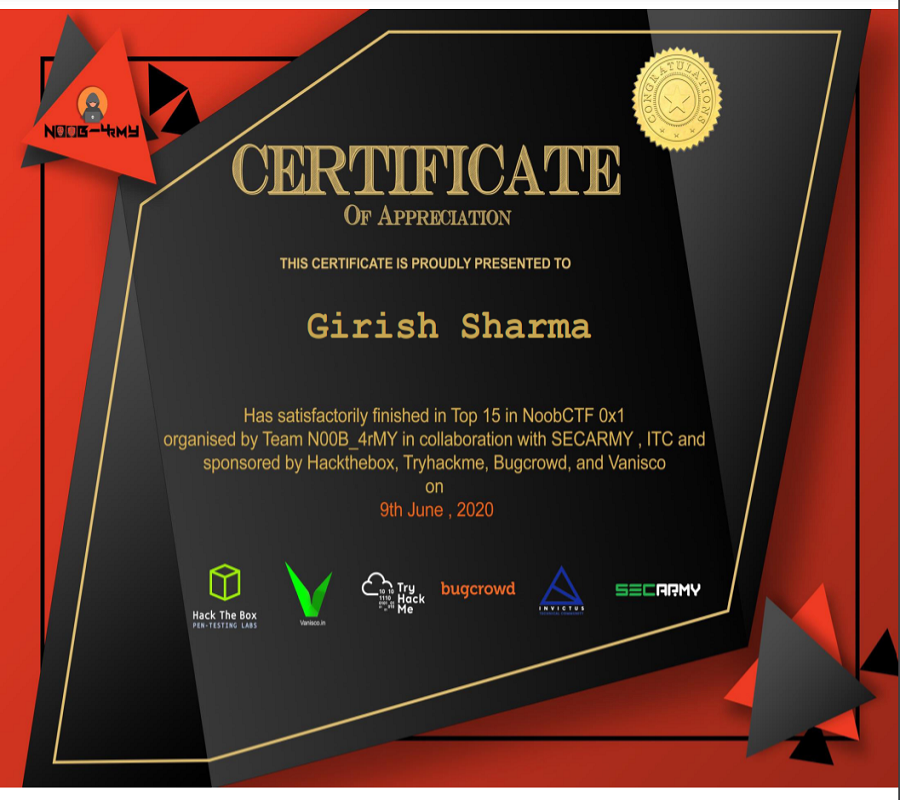 CONGRATULATIONS
N00B-4rMY
CERTIFICATE
OF APPRECIATION
THIS CERTIFICATE IS PROUDLY PRESENTED TO
Girish Sharma
Has satisfactorily finished in Top 15 in NoobCTF 0x1
organised by Team N00B_4rMY in collaboration with SECARMY , ITC and
sponsored by Hackthebox, Tryhackme, Bugcrowd, and Vanisco
on
9th June , 2020
Hack The Box
PEN-TESTING LABS
Vanisco.in
Try
Hack
Me
bugcrowd
INVICTUS
SECARMY